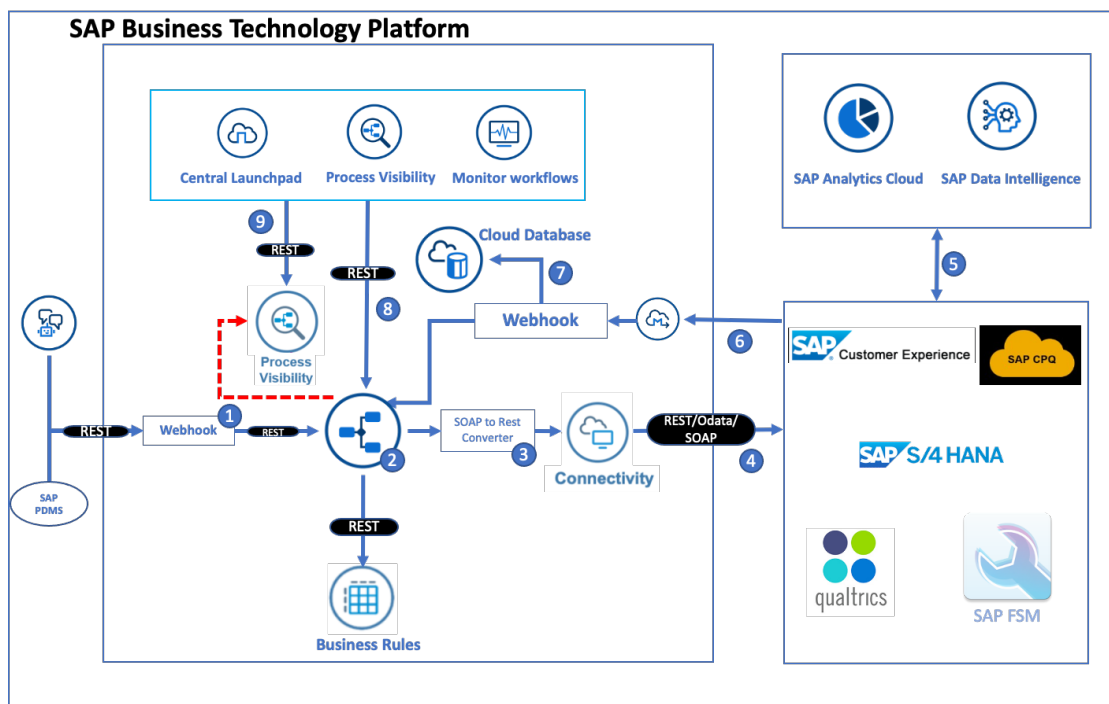 SAP Business Technology Platform
Central Launchpad
Process Visibility
Monitor workflows
SAP Analytics Cloud
SAP Data Intelligence
9
REST
REST
8
Cloud Database
7
5
Webhook
6
Process
Visibility
SAP
Customer Experience
SAP CPQ
REST
Webhook
1
REST
2
SOAP to Rest
Converter
3
Connectivity
REST/Odata/
SOAP
4
SAP S/4 HANA
SAP
PDMS
REST
Business Rules
qualtrics
SAP FSM